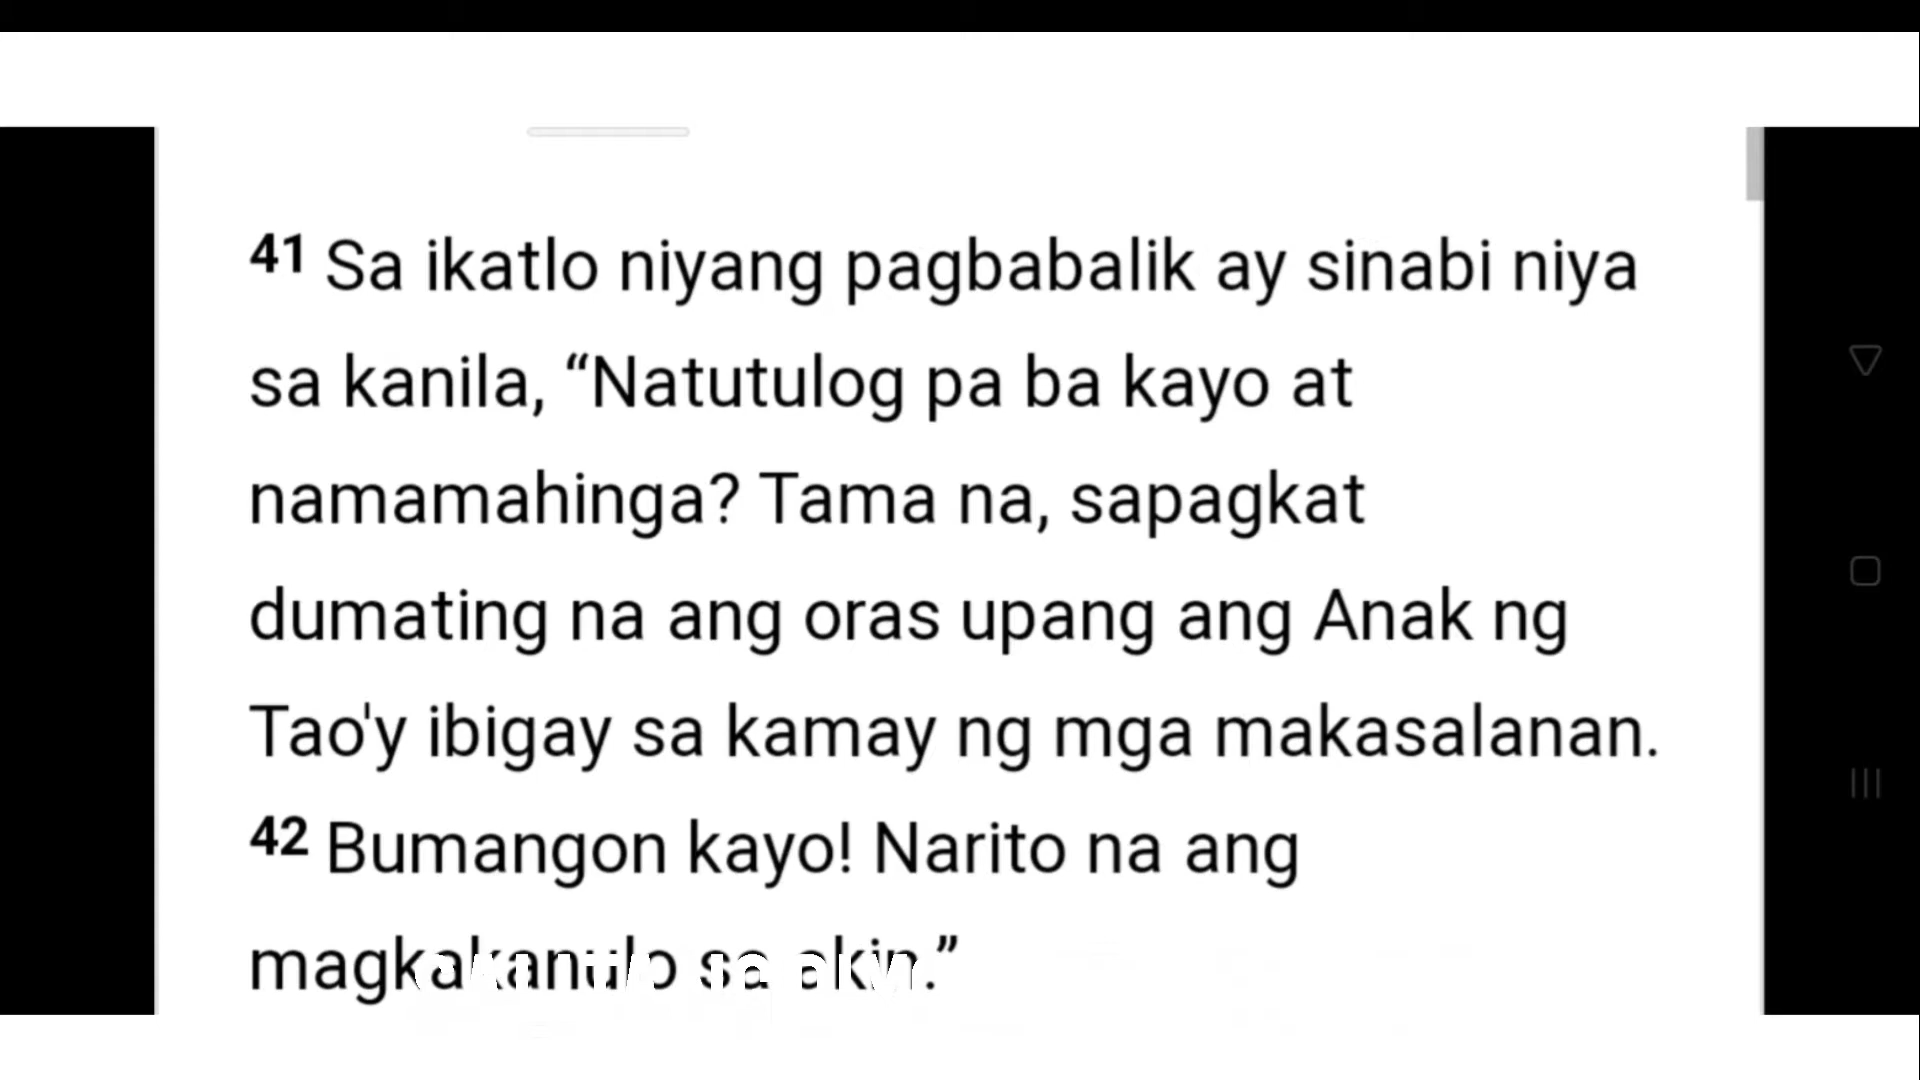 41 Sa ikatlo niyang pagbabalik ay sinabi niya
sa kanila, “Natutulog pa ba kayo at
namamahinga? Tama na, sapagkat
dumating na ang oras upang ang Anak ng
Tao'y ibigay sa kamay ng mga makasalanan.
42 Bumangon kayo! Narito na ang
magkakanulo sa akin.”